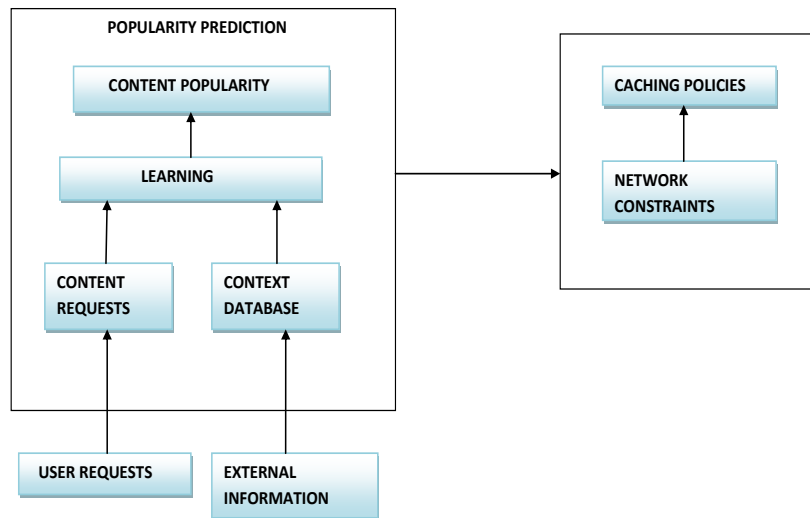 POPULARITY PREDICTION
CONTENT POPULARITY
LEARNING
CONTENT
REQUESTS
CONTEXT
DATABASE
USER REQUESTS
EXTERNAL
INFORMATION
CACHING POLICIES
NETWORK
CONSTRAINTS